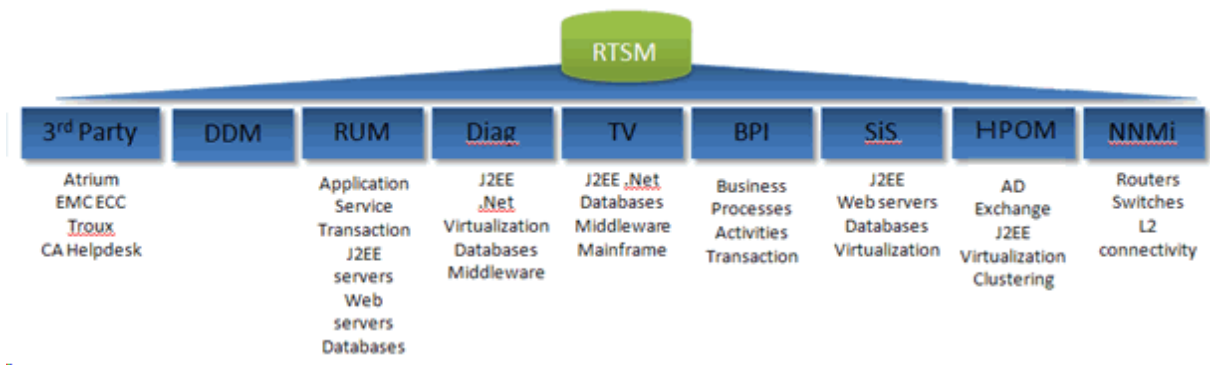 RTSM
3rd Party
DDM
RUM
Diag
TV
BPI
SiS
HPOM
NNMi
Atrium
EMC ECC
Troux
CA Helpdesk
Application
Service
Transaction
J2EE
servers
Web
servers
Databases
J2EE
.Net
Virtualization
Databases
Middleware
J2EE .Net
Databases
Middleware
Mainframe
Business
Processes
Activities
Transaction
J2EE
Web servers
Databases
Virtualization
AD
Exchange
J2EE
Virtualization
Clustering
Routers
Switches
L2
connectivity